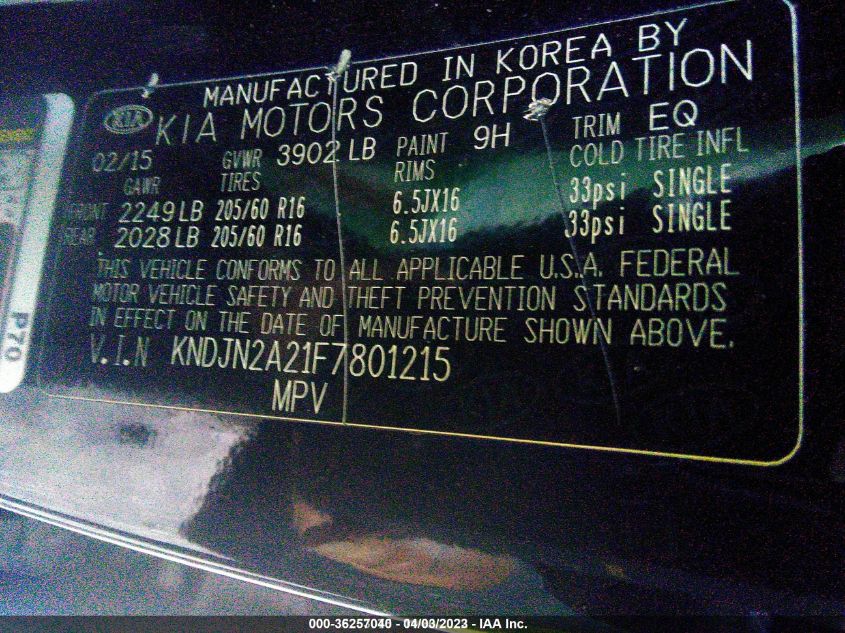 MANUFACTURED IN KOREA BY
KIA KIA MOTORS CORPORATION
02/15 GVWR 3902 LB PAINT 9H TRIM EQ
GAWR TIRES RIMS COLD TIRE INFL
FRONT 2249 LB 205/60 R16 6.5JX16 33psi SINGLE
REAR 2028 LB 205/60 R16 6.5JX16 33psi SINGLE
THIS VEHICLE CONFORMS TO ALL APPLICABLE U.S.A. FEDERAL
MOTOR VEHICLE SAFETY AND THEFT PREVENTION STANDARDS
IN EFFECT ON THE DATE OF MANUFACTURE SHOWN ABOVE.
V.I.N KNDJN2A21F7801215
MPV
P70
000-36257040 - 04/03/2023 - IAA Inc.